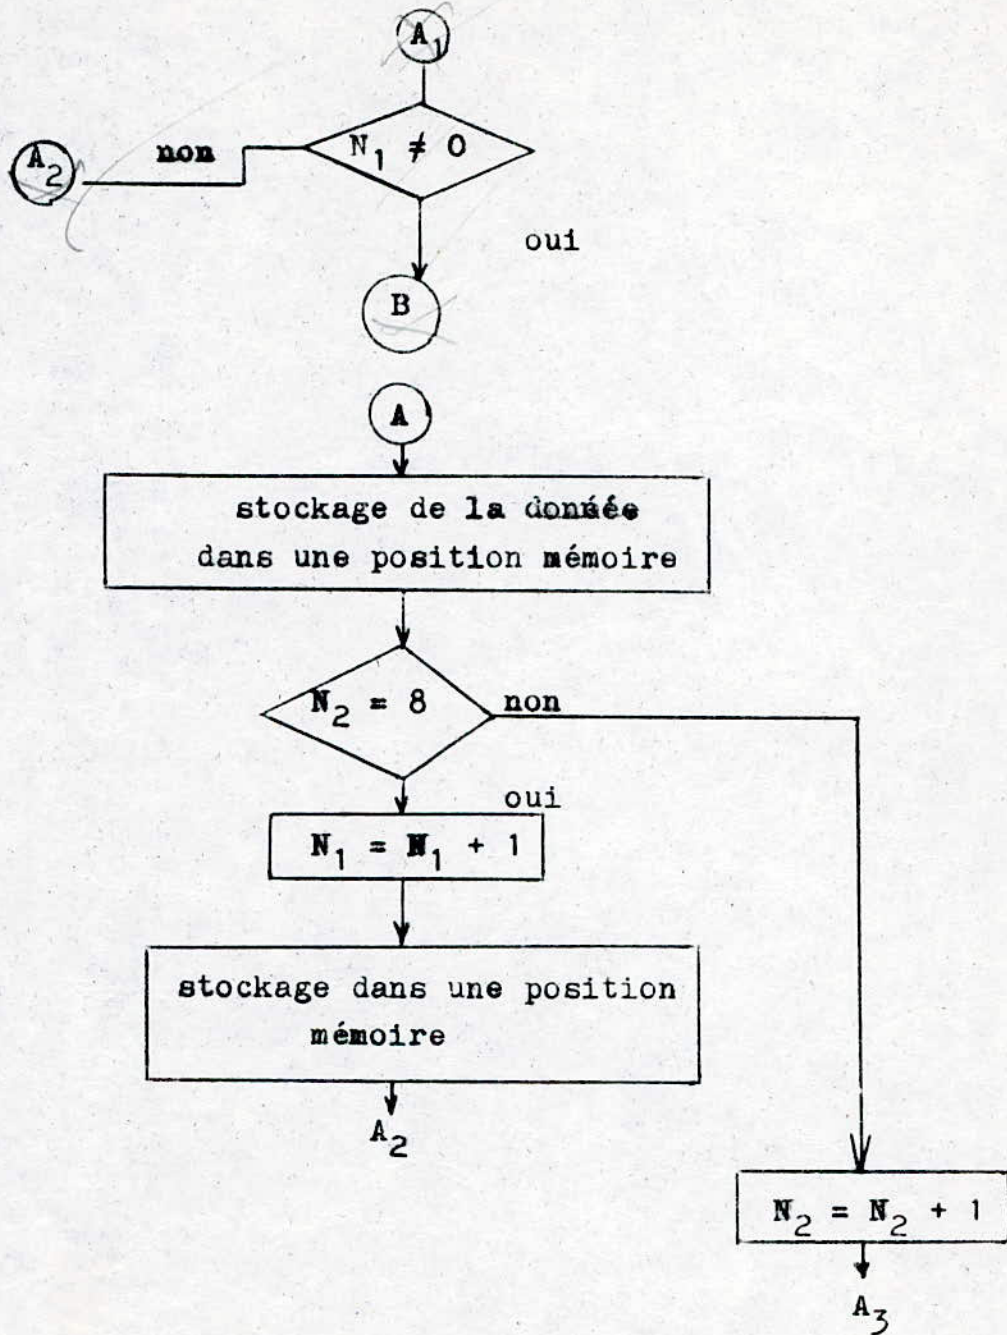 A1
N1 ≠ 0
non
A2
oui
B
A
stockage de la donnée
dans une position mémoire
N2 = 8
non
oui
N1 = N1 + 1
stockage dans une position
mémoire
A2
N2 = N2 + 1
A3